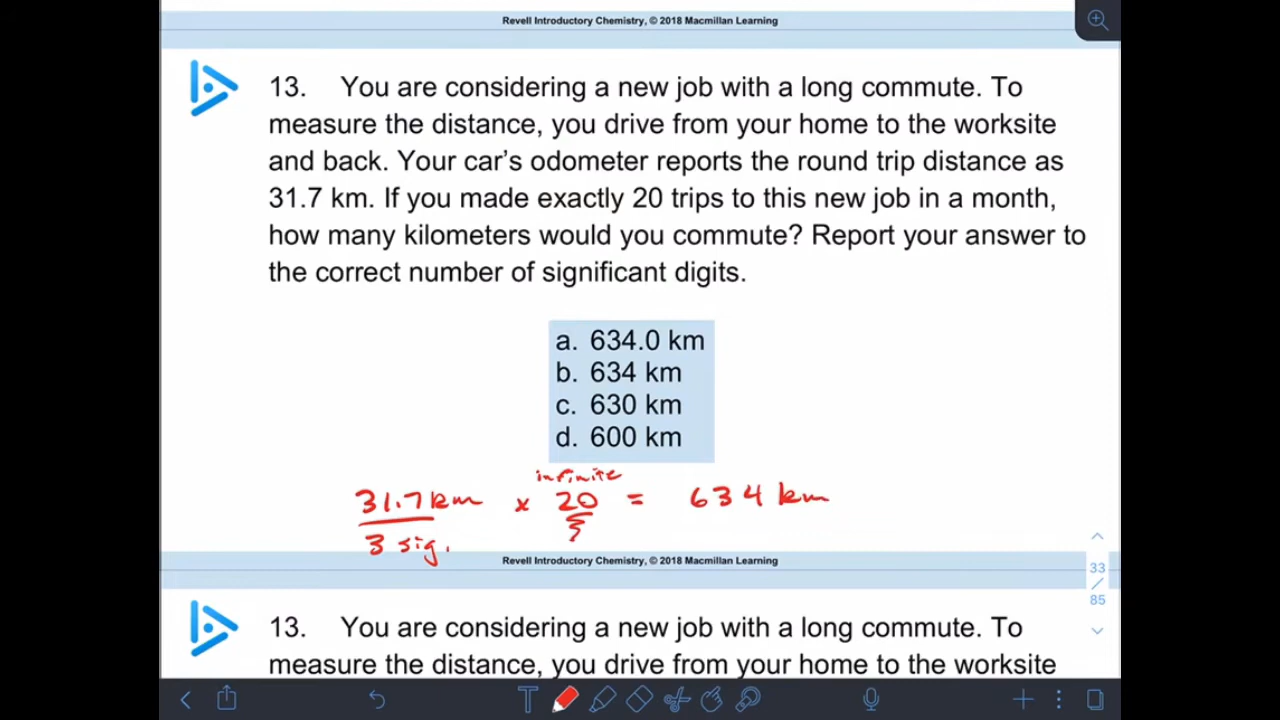 Revell Introductory Chemistry, © 2018 Macmillan Learning
13. You are considering a new job with a long commute. To
measure the distance, you drive from your home to the worksite
and back. Your car's odometer reports the round trip distance as
31.7 km. If you made exactly 20 trips to this new job in a month,
how many kilometers would you commute? Report your answer to
the correct number of significant digits.
a. 634.0 km
b. 634 km
c. 630 km
d. 600 km
infinite
31.7 km x 20 = 634 km
3 sig.
Revell Introductory Chemistry, © 2018 Macmillan Learning
33
/
85
13. You are considering a new job with a long commute. To
measure the distance, you drive from your home to the worksite
T